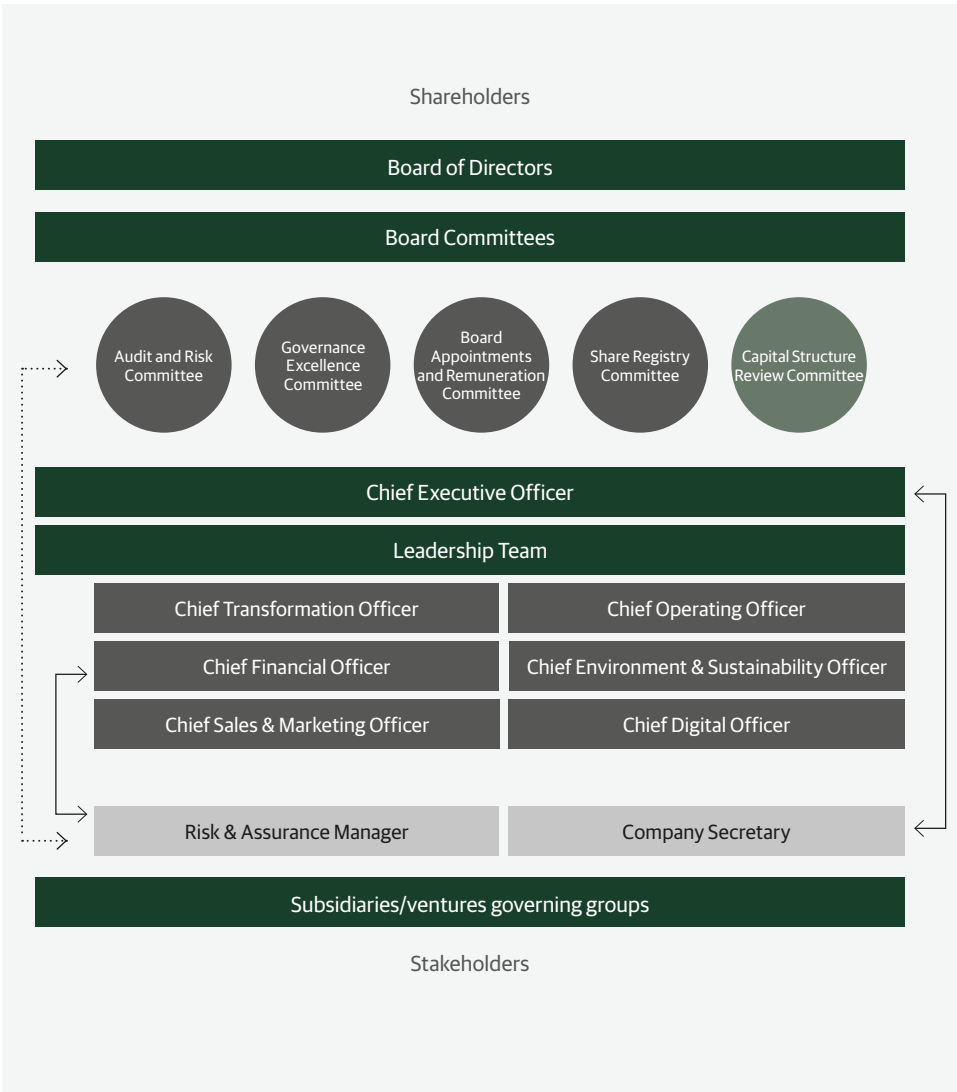 Shareholders
Board of Directors
Board Committees
Audit and Risk
Committee
Governance
Excellence
Committee
Board
Appointments
and Remuneration
Committee
Share Registry
Committee
Capital Structure
Review Committee
Chief Executive Officer
Leadership Team
Chief Transformation Officer
Chief Operating Officer
Chief Financial Officer
Chief Environment & Sustainability Officer
Chief Sales & Marketing Officer
Chief Digital Officer
Risk & Assurance Manager
Company Secretary
Subsidiaries/ventures governing groups
Stakeholders